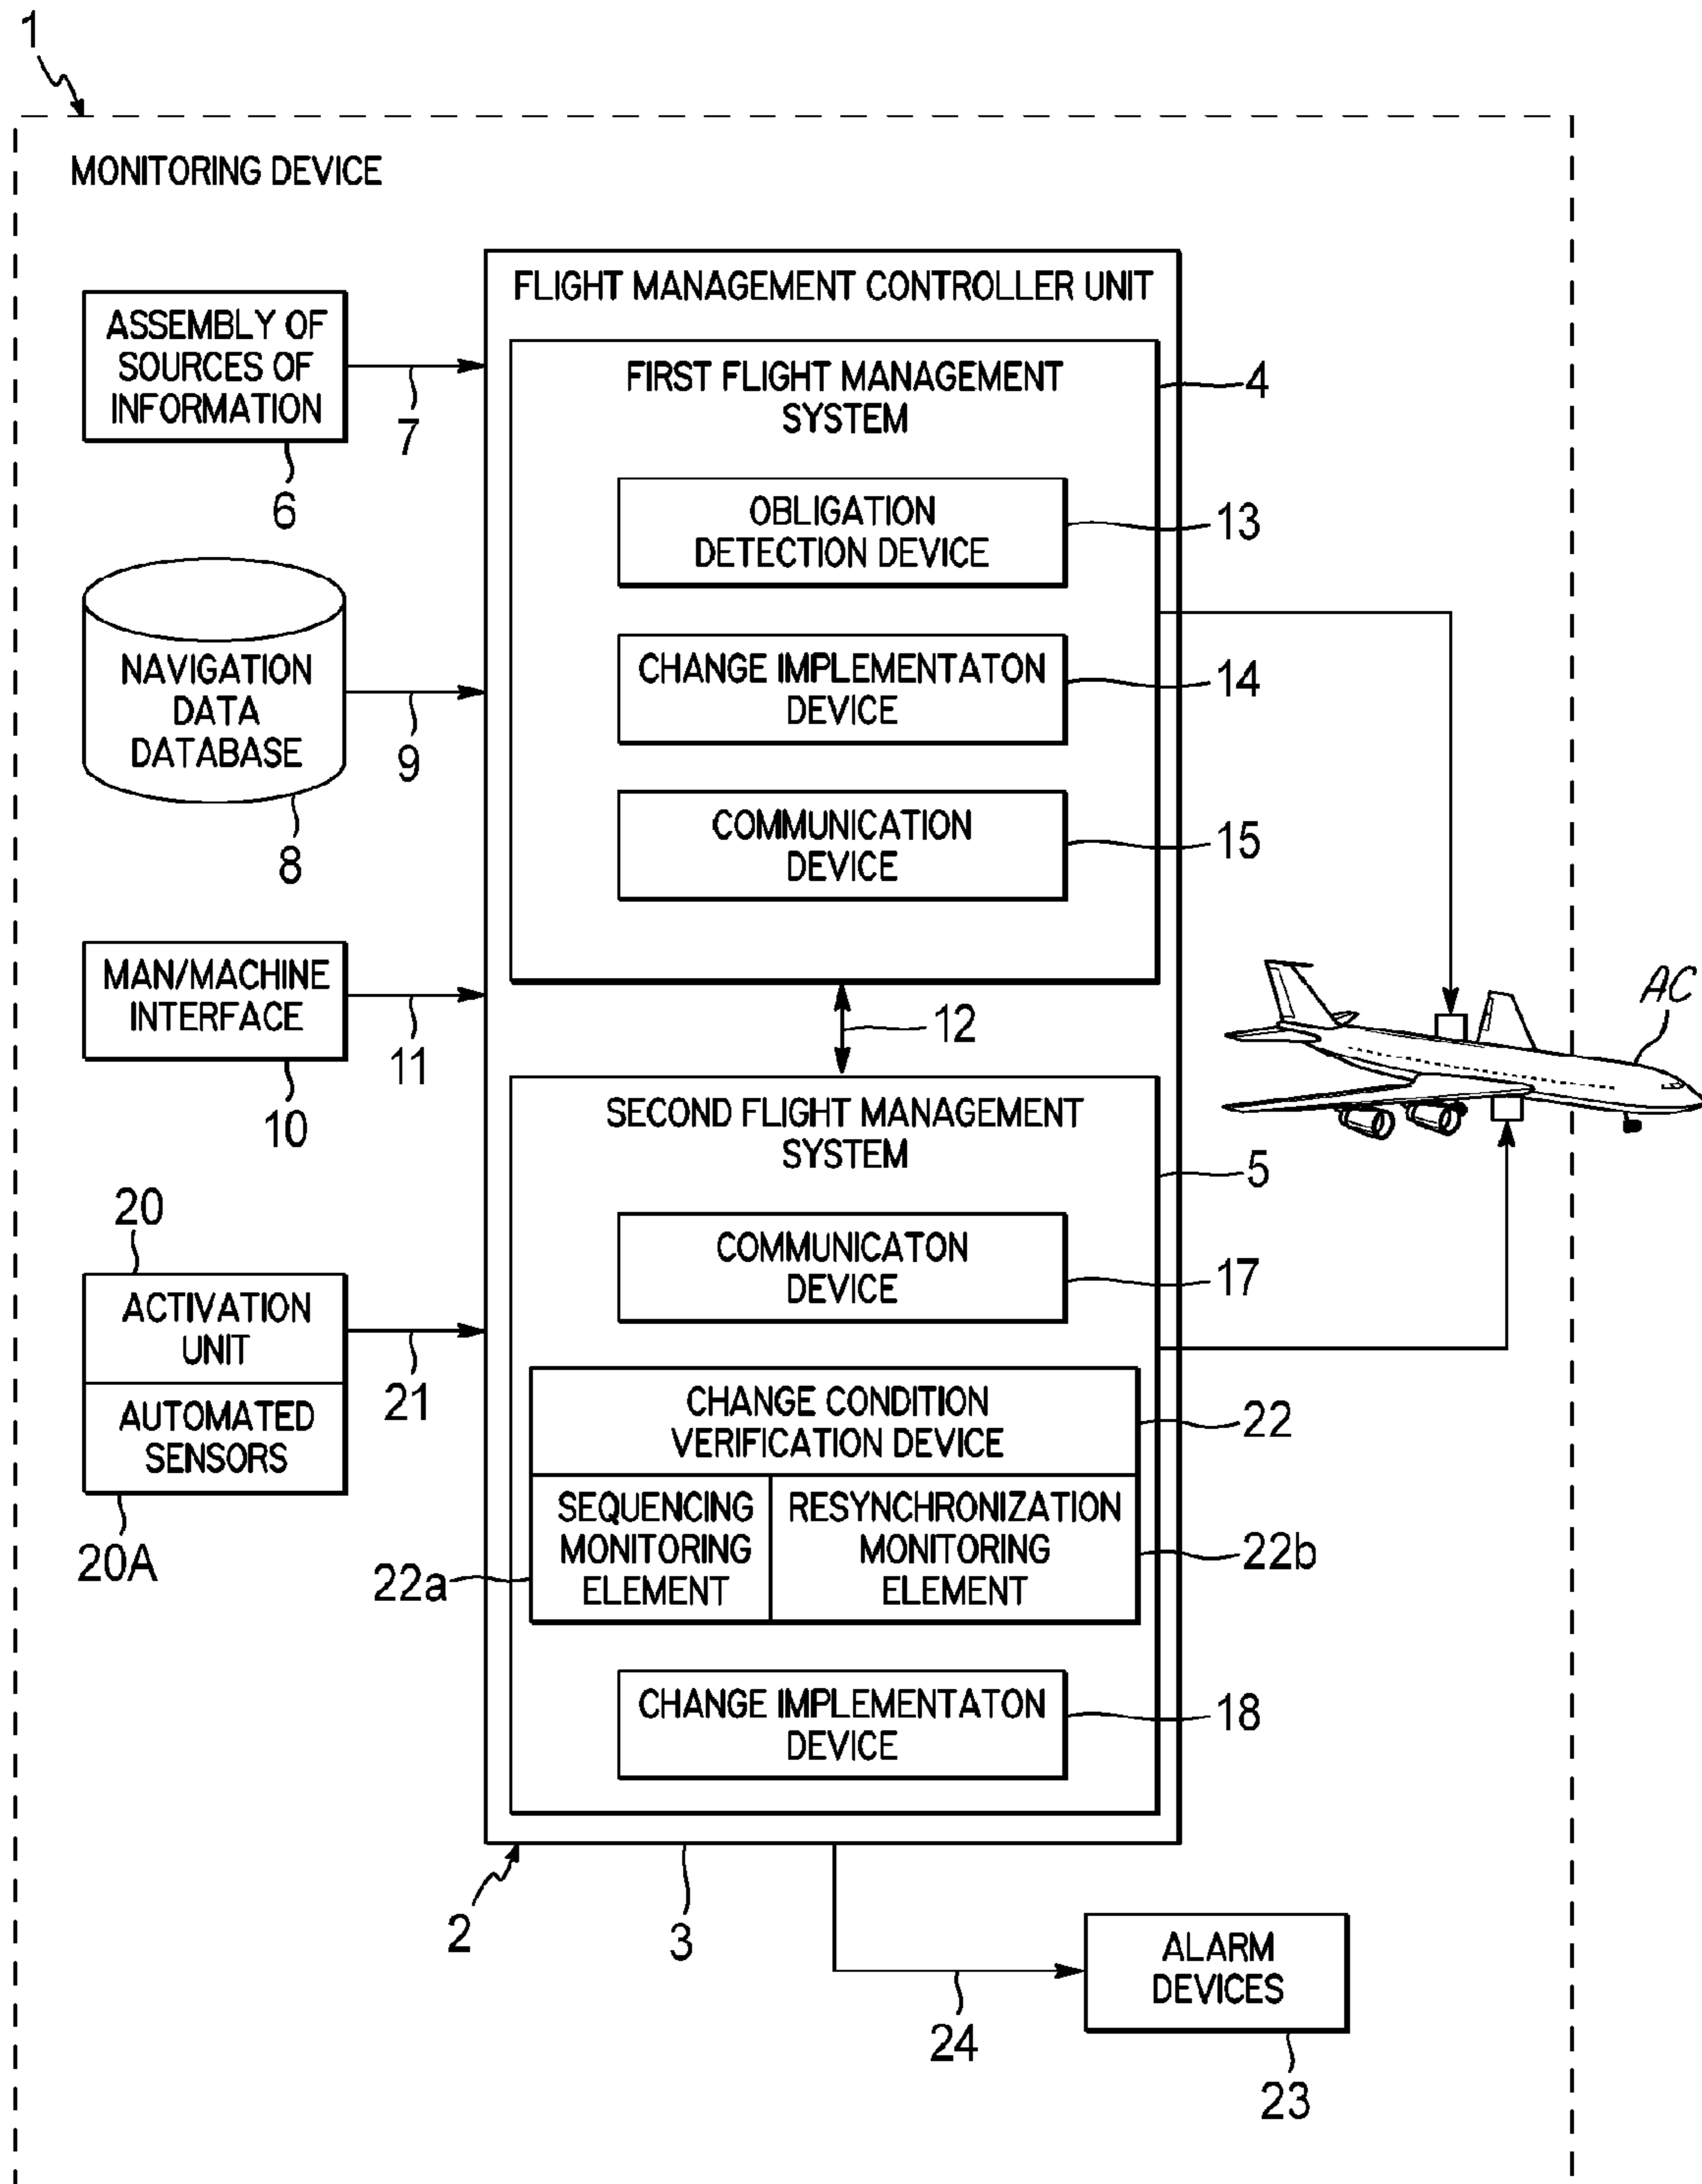 1
MONITORING DEVICE
FLIGHT MANAGEMENT CONTROLLER UNIT
ASSEMBLY OF
SOURCES OF
INFORMATION
6
7
NAVIGATION
DATA
DATABASE
8
9
MAN/MACHINE
INTERFACE
10
11
20
ACTIVATION
UNIT
AUTOMATED
SENSORS
20A
21
FIRST FLIGHT MANAGEMENT
SYSTEM
4
OBLIGATION
DETECTION DEVICE
13
CHANGE IMPLEMENTATON
DEVICE
14
COMMUNICATION
DEVICE
15
12
AC
SECOND FLIGHT MANAGEMENT
SYSTEM
5
COMMUNICATON
DEVICE
17
CHANGE CONDITION
VERIFICATION DEVICE
22
SEQUENCING
MONITORING
ELEMENT
22a
RESYNCHRONIZATION
MONITORING
ELEMENT
22b
CHANGE IMPLEMENTATON
DEVICE
18
2
3
24
ALARM
DEVICES
23